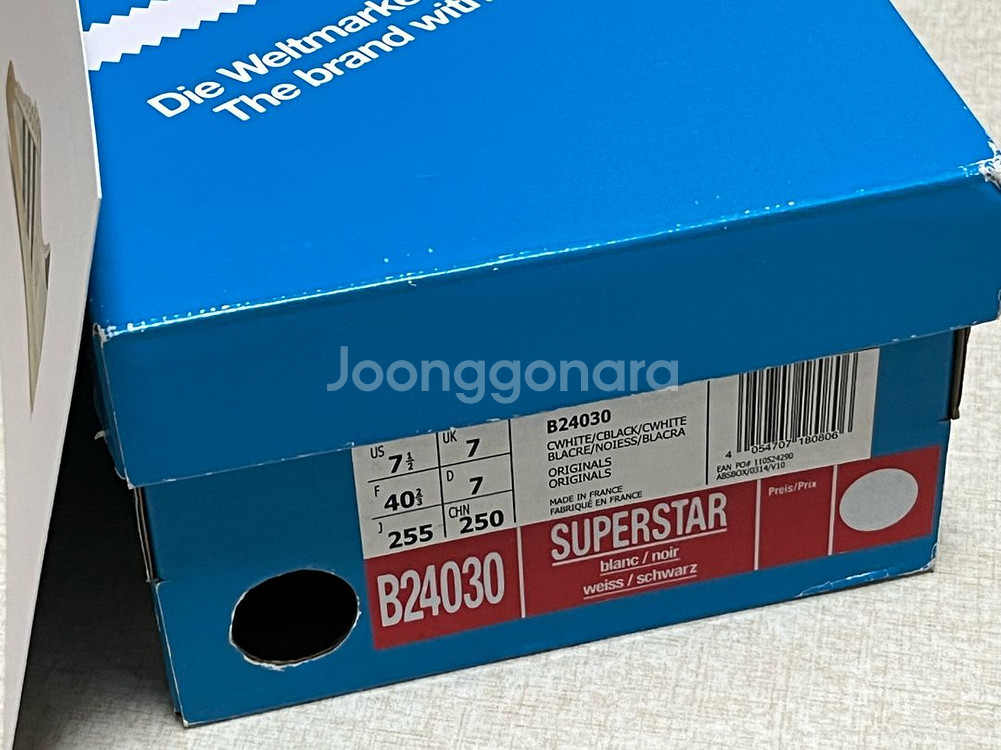 Die Weltmarke
The brand with
Joonggonara
US 7½ UK 7
F 40⅔ D 7
J 255 CHN 250
B24030
CWHITE/CBLACK/CWHITE
BLACRE/NOIESS/BLACRA
ORIGINALS
ORIGINALS
MADE IN FRANCE
FABRIQUÉ EN FRANCE
4 054707 180806
EAN PO# 110524290
ABSBOX/0314/V10
B24030
SUPERSTAR
blanc / noir
weiss / schwarz
Preis/Prix